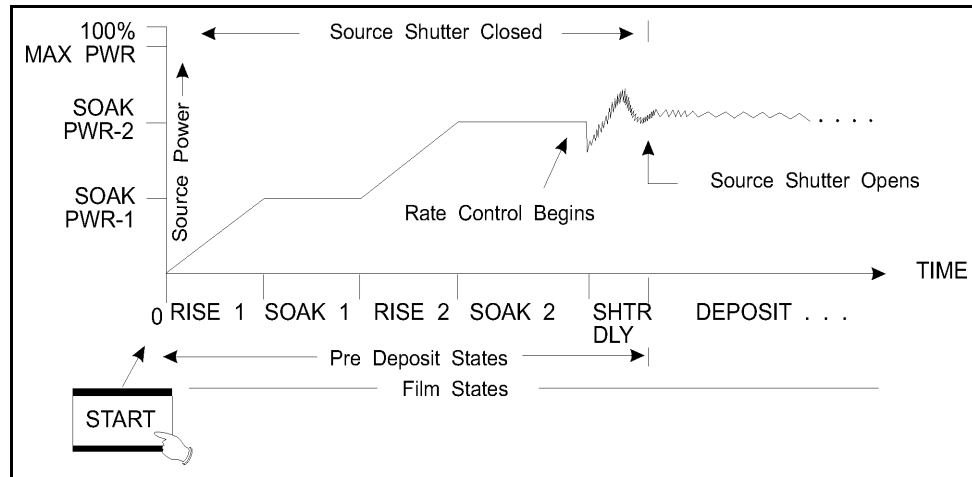 100%
MAX PWR
Source Shutter Closed
SOAK
PWR-2
Source Power
SOAK
PWR-1
Rate Control Begins
Source Shutter Opens
. . . .
TIME
0
RISE 1
SOAK 1
RISE 2
SOAK 2
SHTR
DLY
DEPOSIT . . .
Pre Deposit States
Film States
START